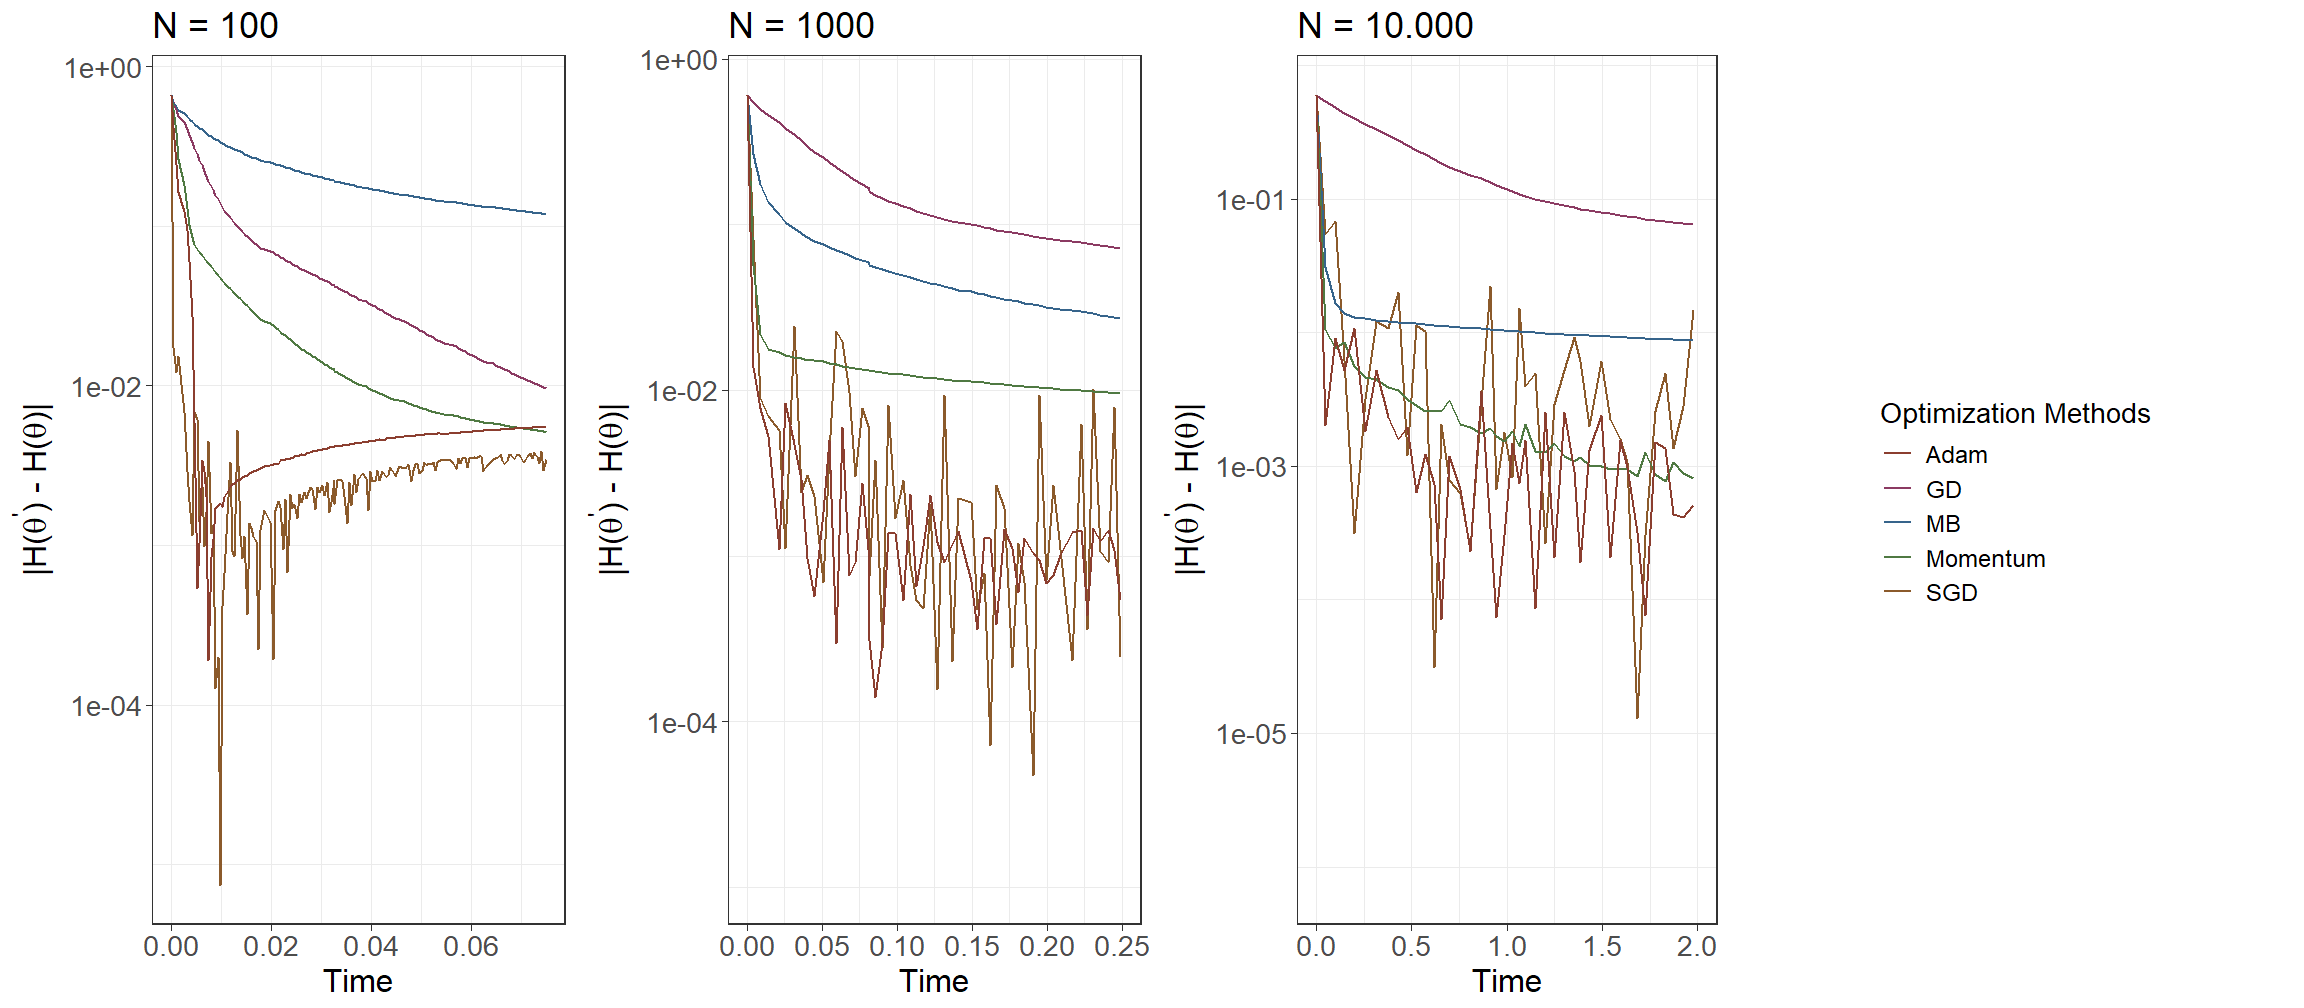 N = 100
1e+00
1e-02
1e-04
|H(θ') - H(θ)|
0.00 0.02 0.04 0.06
Time
N = 1000
1e+00
1e-02
1e-04
|H(θ') - H(θ)|
0.00 0.05 0.10 0.15 0.20 0.25
Time
N = 10.000
1e-01
1e-03
1e-05
|H(θ') - H(θ)|
0.0 0.5 1.0 1.5 2.0
Time
Optimization Methods
Adam
GD
MB
Momentum
SGD